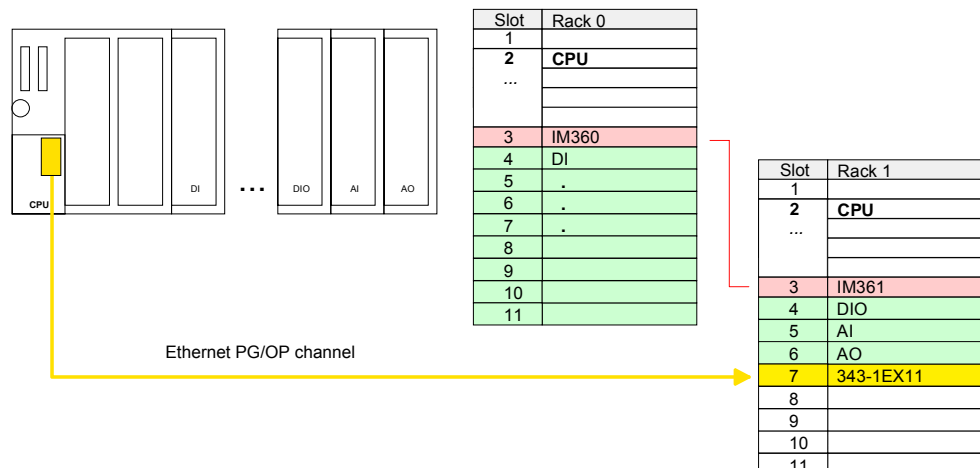 CPU
DI
...
DIO
AI
AO
Ethernet PG/OP channel
Slot Rack 0
1
2 CPU
...
3 IM360
4 DI
5 .
6 .
7 .
8
9
10
11
Slot Rack 1
1
2 CPU
...
3 IM361
4 DIO
5 AI
6 AO
7 343-1EX11
8
9
10
11